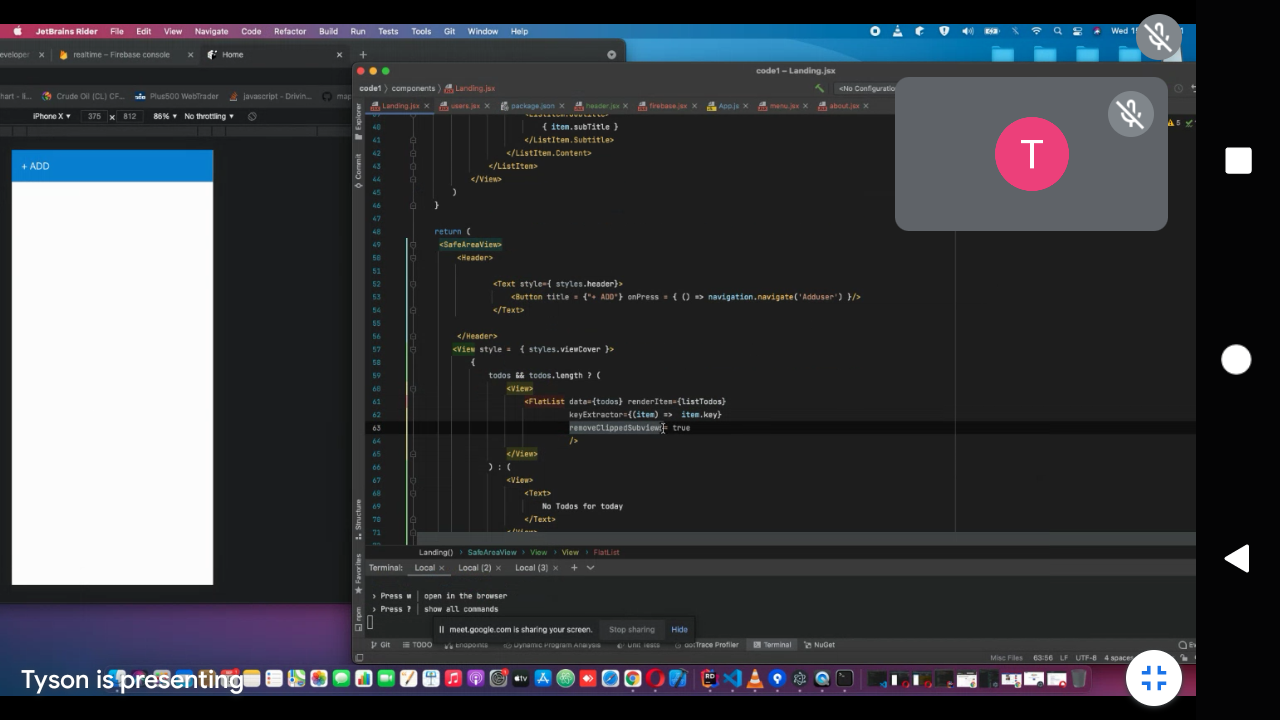 JetBrains Rider File Edit View Navigate Code Refactor Build Run Tests Tools Git Window Help
realtime – Firebase console
Home
code1 – Landing.jsx
code1 components Landing.jsx
Crude Oil (CL) CF... Plus500 WebTrader javascript - Drivin...
iPhone X 375 x 812 86% No throttling
Landing.jsx users.js package.json header.jsx firebase.jsx App.js menu.jsx about.jsx
5
T
+ ADD
Explorer
Commit
Structure
Favorites
npm
40 { item.subTitle }
41 </ListItem.Subtitle>
42 </ListItem.Content>
43 </ListItem>
44 </View>
45 )
46 }
47
48 return (
49 <SafeAreaView>
50 <Header>
51
52 <Text style={ styles.header}>
53 <Button title = {"+ ADD"} onPress = { () => navigation.navigate('Adduser') }/>
54 </Text>
55
56 </Header>
57 <View style = { styles.viewCover }>
58 {
59 todos && todos.length ? (
60 <View>
61 <FlatList data={todos} renderItem={listTodos}
62 keyExtractor={(item) => item.key}
63 removeClippedSubviews= true
64 />
65 </View>
66 ) : (
67 <View>
68 <Text>
69 No Todos for today
70 </Text>
71
Landing() SafeAreaView View View FlatList
Terminal: Local Local (2) Local (3) +
> Press w | open in the browser
> Press ? | show all commands
meet.google.com is sharing your screen. Stop sharing Hide
Git TODO Endpoints Dynamic Program Analysis Unit Tests dotTrace Profiler Terminal NuGet
Misc Files 63:56 LF UTF-8 4 spaces
Tyson is presenting